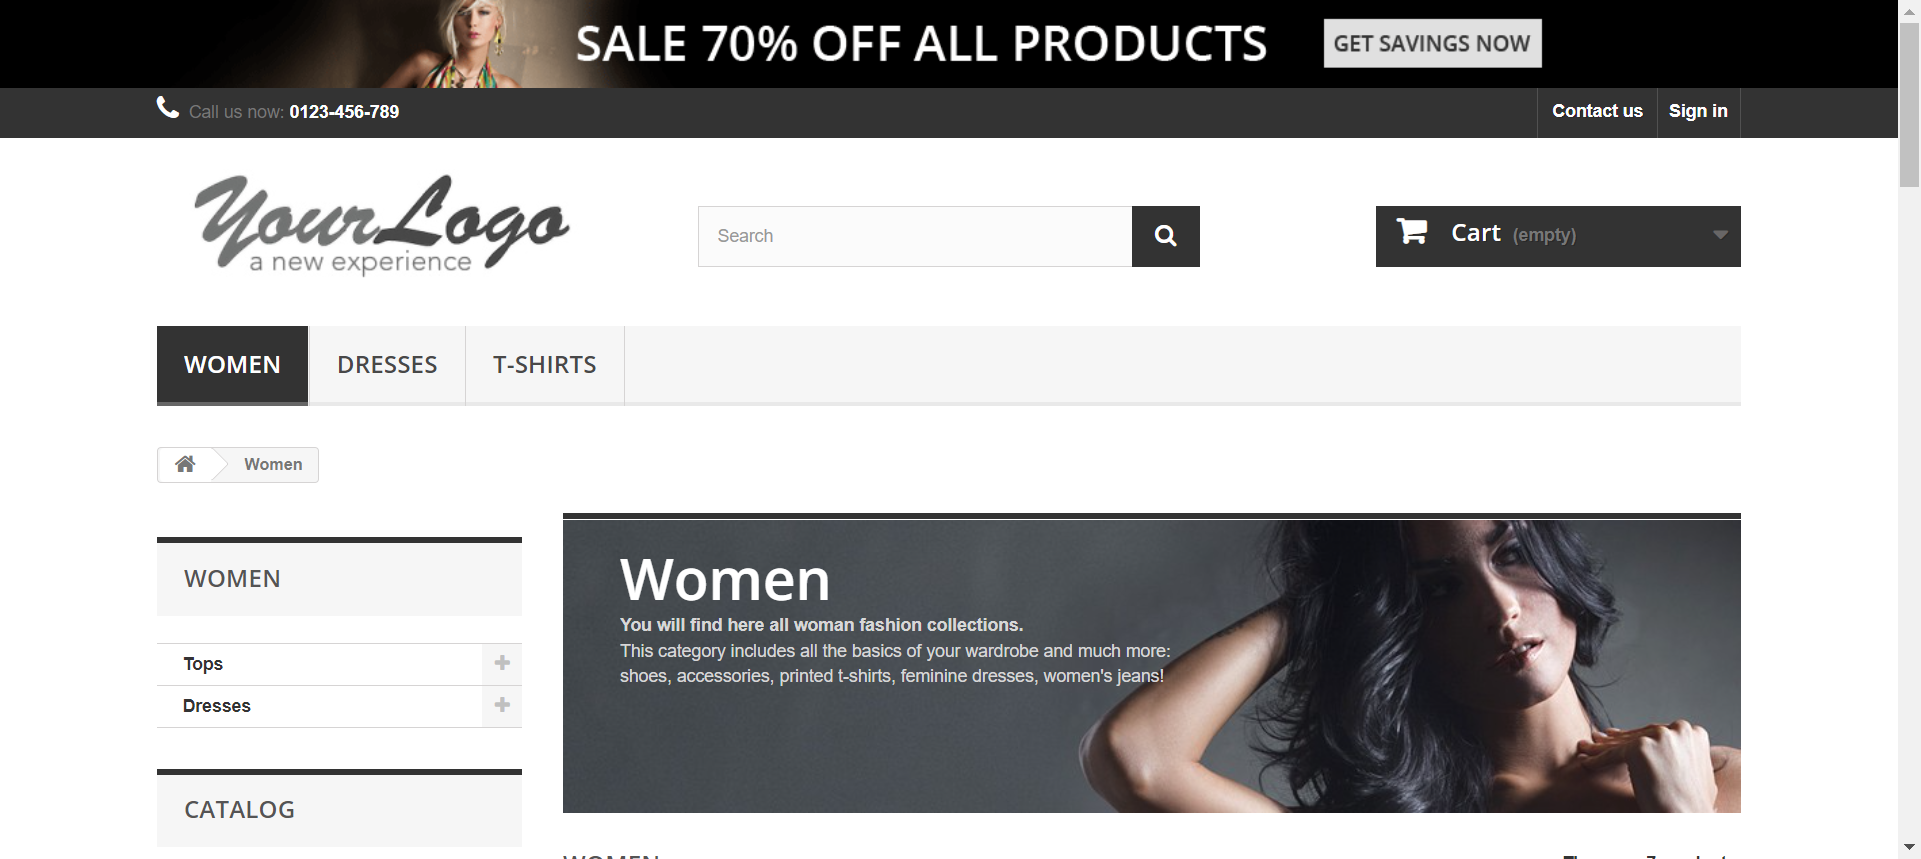 SALE 70% OFF ALL PRODUCTS GET SAVINGS NOW
Call us now: 0123-456-789
Contact us
Sign in
YourLogo
a new experience
Search
Cart (empty)
WOMEN
DRESSES
T-SHIRTS
Women
WOMEN
Tops
Dresses
CATALOG
Women
You will find here all woman fashion collections.
This category includes all the basics of your wardrobe and much more:
shoes, accessories, printed t-shirts, feminine dresses, women's jeans!
WOMEN